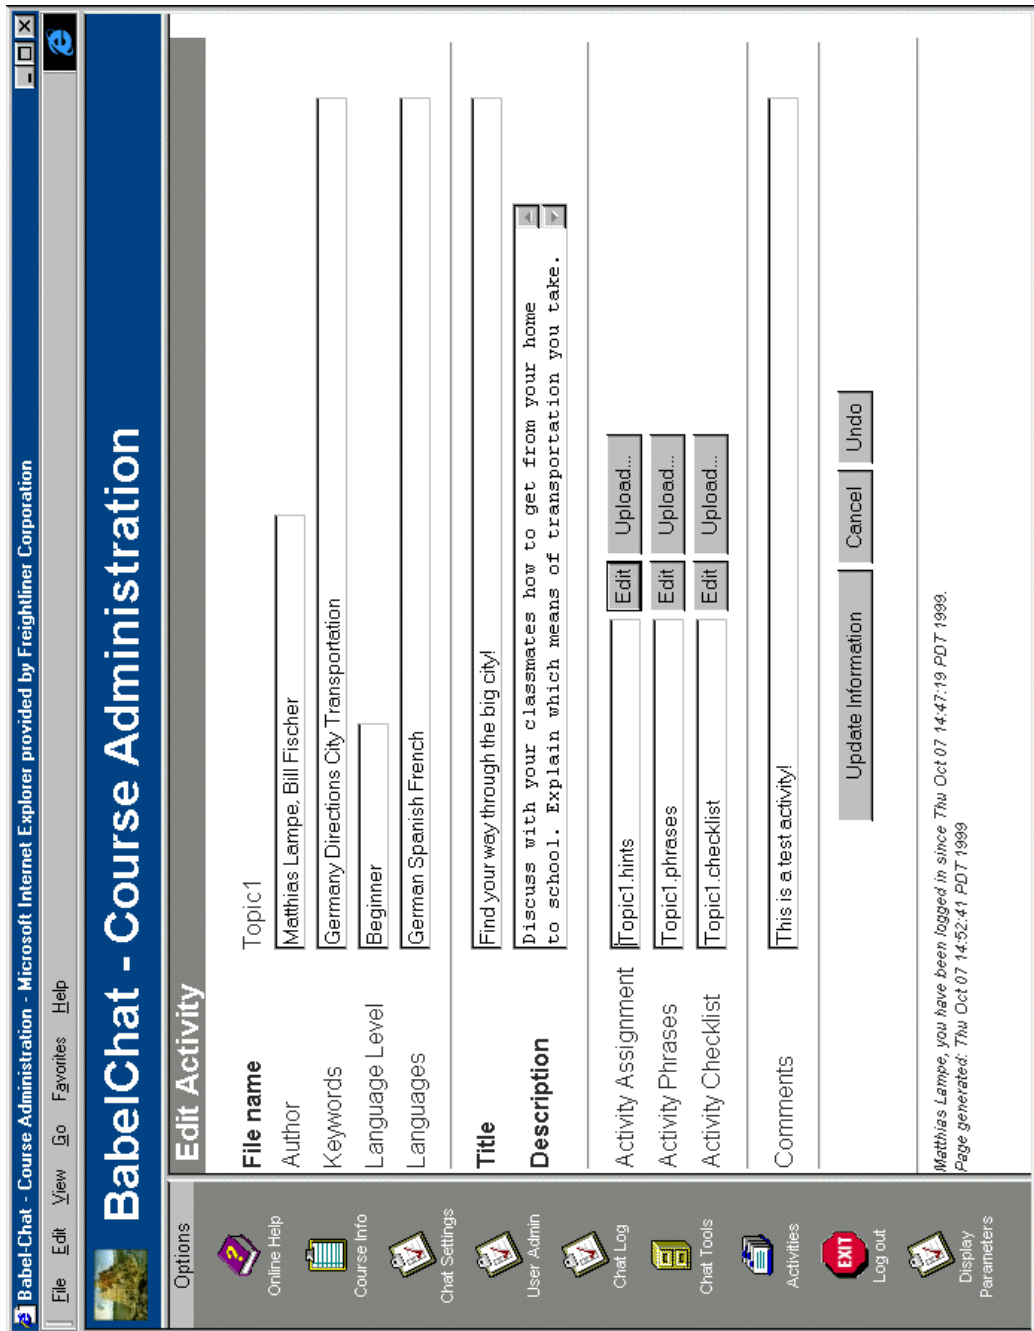 Babel-Chat - Course Administration - Microsoft Internet Explorer provided by Freightliner Corporation
File Edit View Go Favorites Help
BabelChat - Course Administration
Options
Online Help
Course Info
Chat Settings
User Admin
Chat Log
Chat Tools
Activities
EXIT
Log out
Display
Parameters
Edit Activity
File name Topic1
Author Matthias Lampe, Bill Fischer
Keywords Germany Directions City Transportation
Language Level Beginner
Languages German Spanish French
Title Find your way through the big city!
Description Discuss with your classmates how to get from your home
to school. Explain which means of transportation you take.
Activity Assignment Topic1.hints Edit Upload...
Activity Phrases Topic1.phrases Edit Upload...
Activity Checklist Topic1.checklist Edit Upload...
Comments This is a test activity!
Update Information Cancel Undo
Matthias Lampe, you have been logged in since Thu Oct 07 14:47:19 PDT 1999.
Page generated: Thu Oct 07 14:52:41 PDT 1999